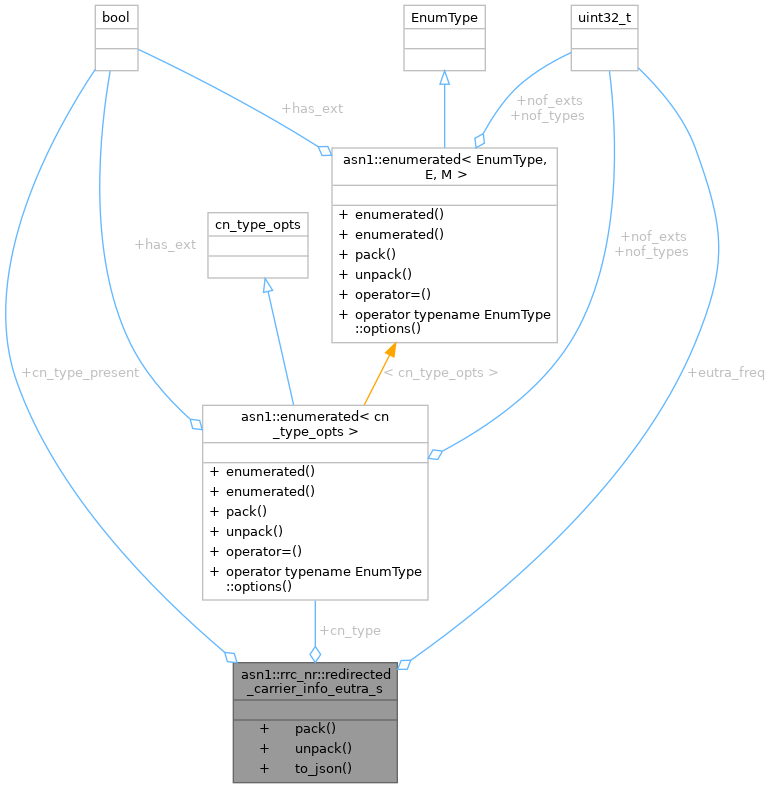 bool
EnumType
uint32_t
+has_ext
+nof_exts
+nof_types
asn1::enumerated< EnumType,
E, M >
+ enumerated()
+ enumerated()
+ pack()
+ unpack()
+ operator=()
+ operator typename EnumType
::options()
cn_type_opts
+has_ext
+nof_exts
+nof_types
+cn_type_present
< cn_type_opts >
+eutra_freq
asn1::enumerated< cn
_type_opts >
+ enumerated()
+ enumerated()
+ pack()
+ unpack()
+ operator=()
+ operator typename EnumType
::options()
+cn_type
asn1::rrc_nr::redirected
_carrier_info_eutra_s
+ pack()
+ unpack()
+ to_json()